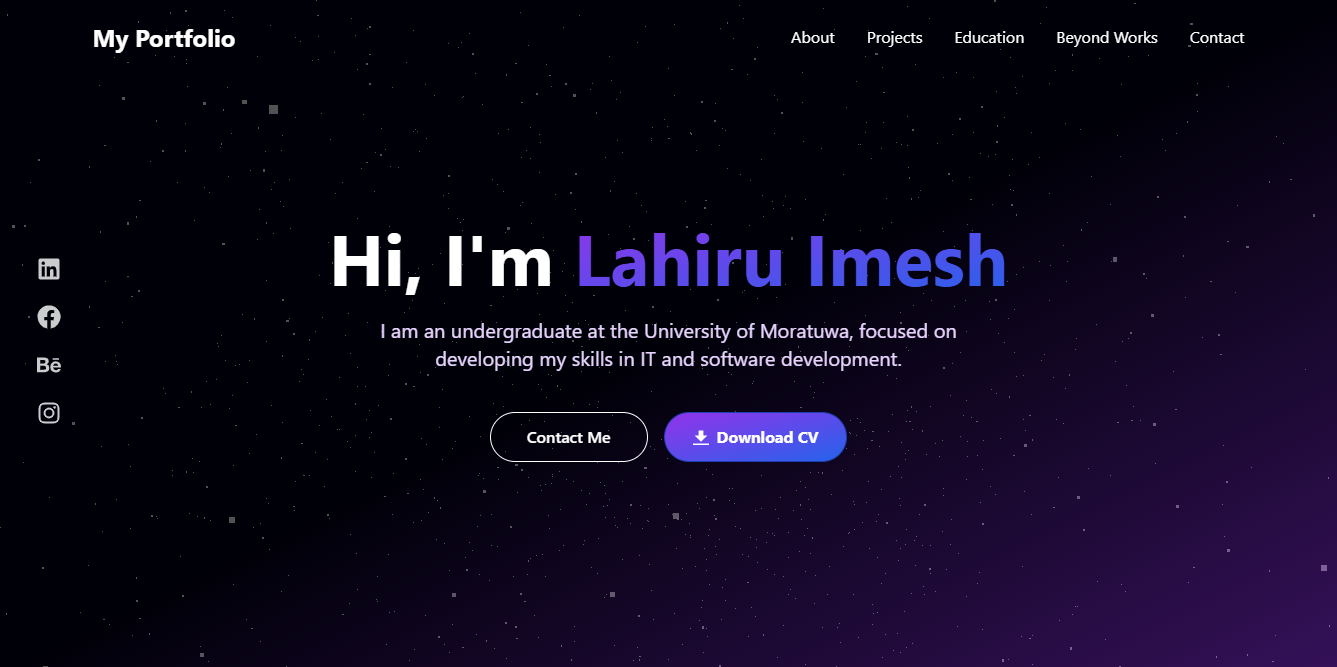 My Portfolio
About Projects Education Beyond Works Contact
Hi, I'm Lahiru Imesh
I am an undergraduate at the University of Moratuwa, focused on
developing my skills in IT and software development.
in
f
Bē
Contact Me
Download CV